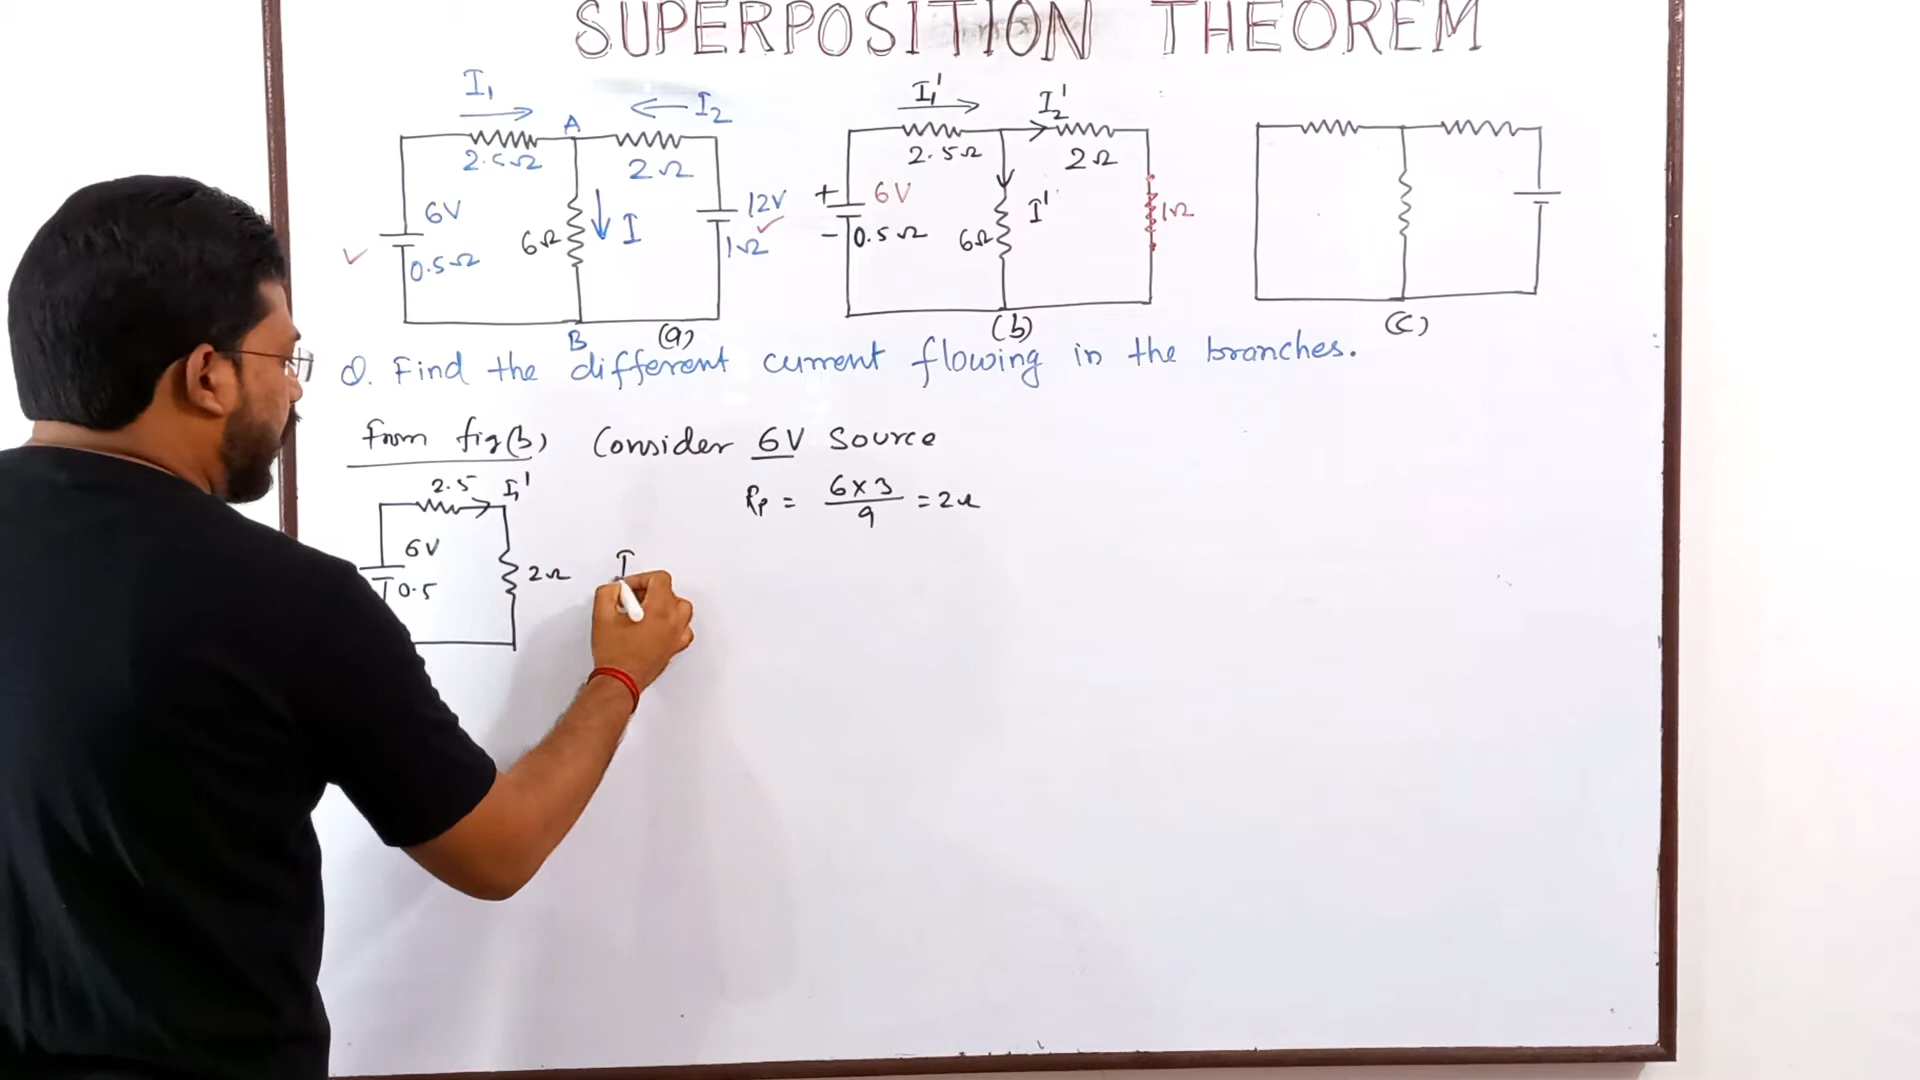 SUPERPOSITION THEOREM
I₁ I₂
A
2.5Ω 2Ω
6V
0.5Ω
6Ω I
12V
1Ω
B (a)
I₁' I₂'
2.5Ω 2Ω
+ 6V
- 0.5Ω
6Ω I'
1Ω
(b)
(c)
Q. Find the different current flowing in the branches.
From fig(b) Consider 6V Source
2.5 I₁'
6V
0.5
2Ω
Rp = 6×3/9 = 2Ω
I